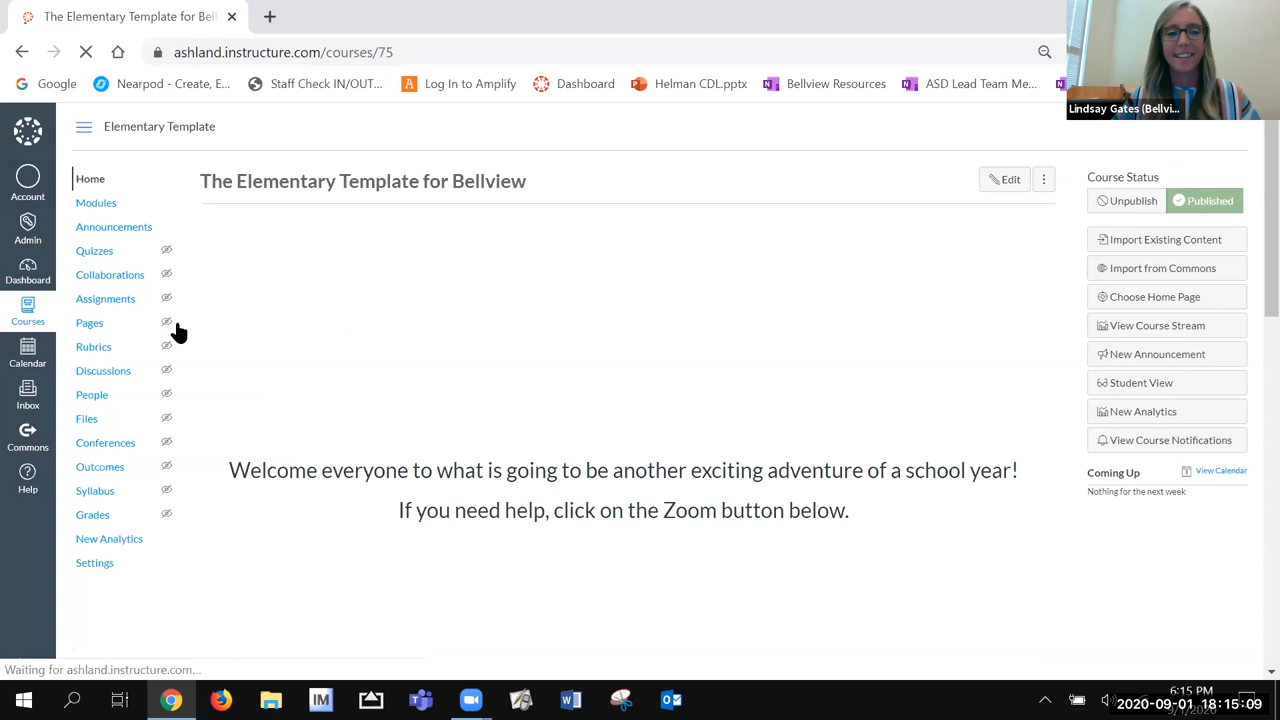 The Elementary Template for Bell
ashland.instructure.com/courses/75
Google
Nearpod - Create, E...
Staff Check IN/OUT...
Log In to Amplify
Dashboard
Helman CDL.pptx
Bellview Resources
ASD Lead Team Me...
Lindsay Gates (Bellvi...
Elementary Template
Account
Admin
Dashboard
Courses
Calendar
Inbox
Commons
Help
Home
Modules
Announcements
Quizzes
Collaborations
Assignments
Pages
Rubrics
Discussions
People
Files
Conferences
Outcomes
Syllabus
Grades
New Analytics
Settings
The Elementary Template for Bellview
Edit
Welcome everyone to what is going to be another exciting adventure of a school year!
If you need help, click on the Zoom button below.
Course Status
Unpublish
Published
Import Existing Content
Import from Commons
Choose Home Page
View Course Stream
New Announcement
Student View
New Analytics
View Course Notifications
Coming Up
View Calendar
Nothing for the next week
Waiting for ashland.instructure.com...
IM
6:15 PM
2020-09-01 18:15:09